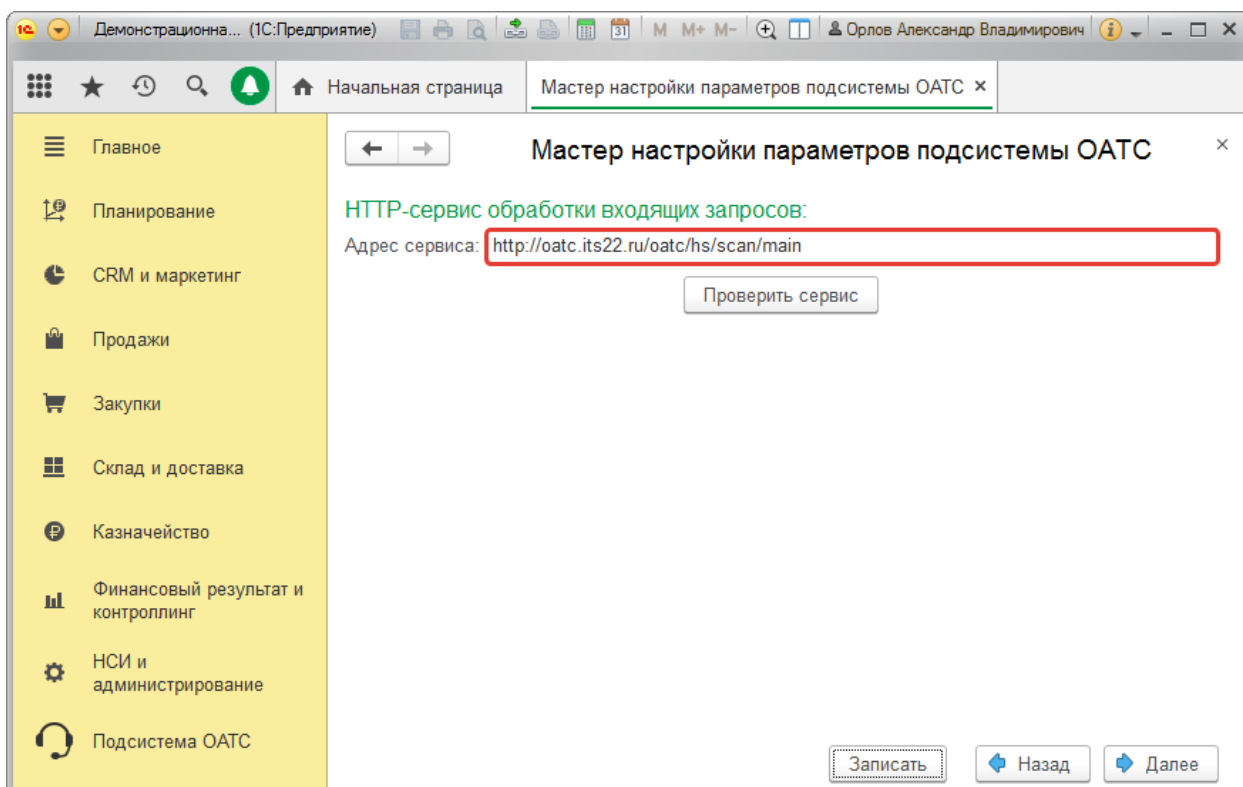 1С Демонстрационна... (1С:Предприятие) 31 M M+ M- Орлов Александр Владимирович i
Начальная страница
Мастер настройки параметров подсистемы ОАТС ×
Главное
Планирование
CRM и маркетинг
Продажи
Закупки
Склад и доставка
Казначейство
Финансовый результат и
контроллинг
НСИ и
администрирование
Подсистема ОАТС
Мастер настройки параметров подсистемы ОАТС
HTTP-сервис обработки входящих запросов:
Адрес сервиса: http://oatc.its22.ru/oatc/hs/scan/main
Проверить сервис
Записать Назад Далее